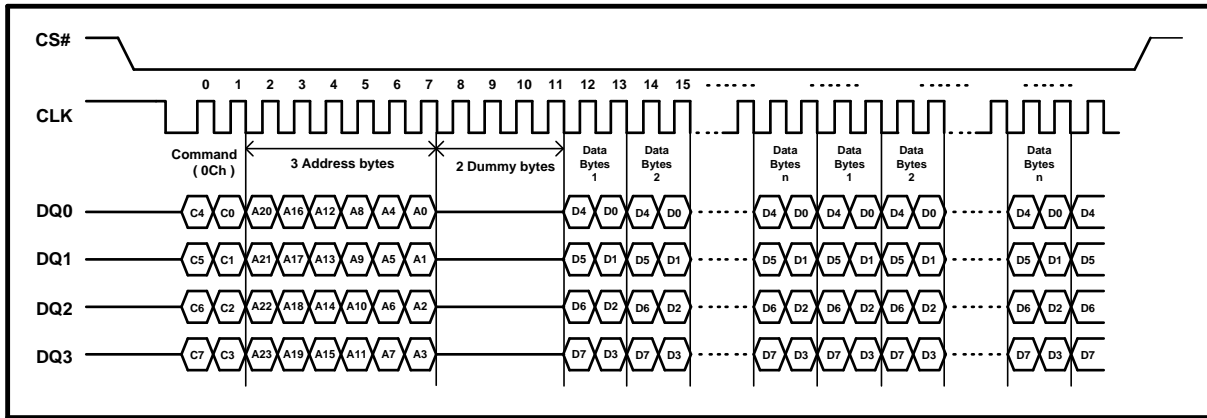 CS#
0 1 2 3 4 5 6 7 8 9 10 11 12 13 14 15
CLK
Command
( 0Ch )
3 Address bytes
2 Dummy bytes
Data
Bytes
1
Data
Bytes
2
Data
Bytes
n
Data
Bytes
1
Data
Bytes
2
Data
Bytes
n
DQ0 C4 C0 A20 A16 A12 A8 A4 A0 D4 D0 D4 D0 D4 D0 D4 D0 D4 D0 D4 D0 D4
DQ1 C5 C1 A21 A17 A13 A9 A5 A1 D5 D1 D5 D1 D5 D1 D5 D1 D5 D1 D5 D1 D5
DQ2 C6 C2 A22 A18 A14 A10 A6 A2 D6 D2 D6 D2 D6 D2 D6 D2 D6 D2 D6 D2 D6
DQ3 C7 C3 A23 A19 A15 A11 A7 A3 D7 D3 D7 D3 D7 D3 D7 D3 D7 D3 D7 D3 D7